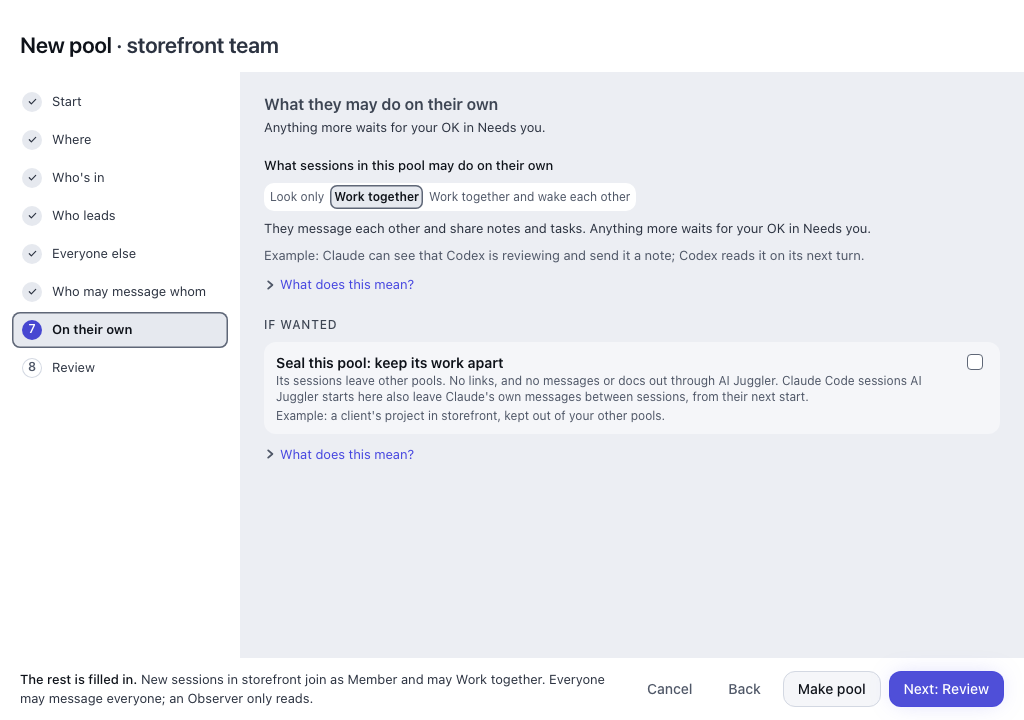 New pool · storefront team
Start
Where
Who's in
Who leads
Everyone else
Who may message whom
7 On their own
8 Review
What they may do on their own
Anything more waits for your OK in Needs you.
What sessions in this pool may do on their own
Look only Work together Work together and wake each other
They message each other and share notes and tasks. Anything more waits for your OK in Needs you.
Example: Claude can see that Codex is reviewing and send it a note; Codex reads it on its next turn.
What does this mean?
IF WANTED
Seal this pool: keep its work apart
Its sessions leave other pools. No links, and no messages or docs out through AI Juggler. Claude Code sessions AI
Juggler starts here also leave Claude's own messages between sessions, from their next start.
Example: a client's project in storefront, kept out of your other pools.
What does this mean?
The rest is filled in. New sessions in storefront join as Member and may Work together. Everyone
may message everyone; an Observer only reads.
Cancel Back Make pool Next: Review